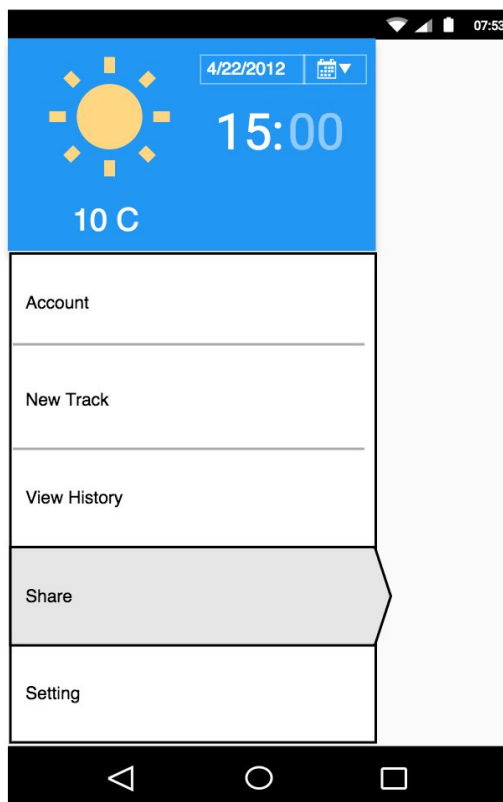 07:53
4/22/2012
15:00
10 C
Account
New Track
View History
Share
Setting